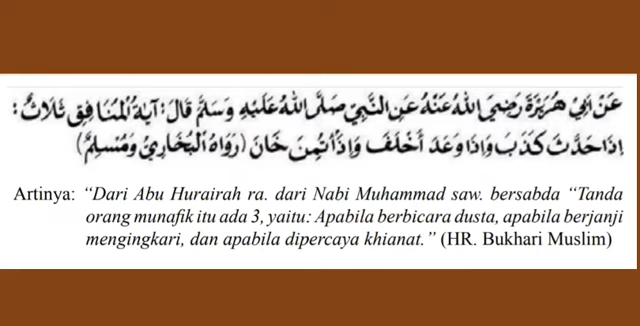 عَنْ اَبِيْ هُرَيْرَةَ رَضِيَ اللهُ عَنْهُ عَنِ النَّبِيِّ صَلَّى اللهُ عَلَيْهِ وَسَلَّمَ قَالَ: آيَةُ الْمُنَافِقِ ثَلَاثٌ:
اِذَا حَدَّثَ كَذَبَ وَاِذَا وَعَدَ أَخْلَفَ وَاِذَا ائْتُمِنَ خَانَ (رَوَاهُ الْبُخَارِيُّ وَمُسْلِمٌ)
Artinya: “Dari Abu Hurairah ra. dari Nabi Muhammad saw. bersabda “Tanda
orang munafik itu ada 3, yaitu: Apabila berbicara dusta, apabila berjanji
mengingkari, dan apabila dipercaya khianat.” (HR. Bukhari Muslim)